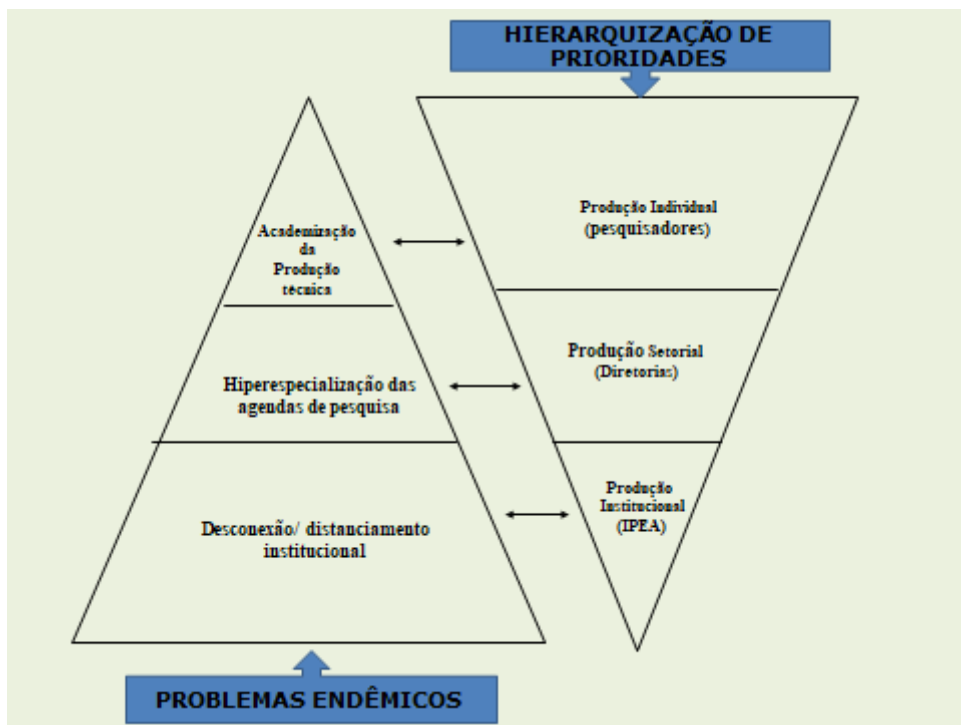 HIERARQUIZAÇÃO DE
PRIORIDADES
Academização
da
Produção
técnica
Produção Individual
(pesquisadores)
Hiperespecialização das
agendas de pesquisa
Produção Setorial
(Diretorias)
Desconexão/ distanciamento
institucional
Produção
Institucional
(IPEA)
PROBLEMAS ENDÊMICOS